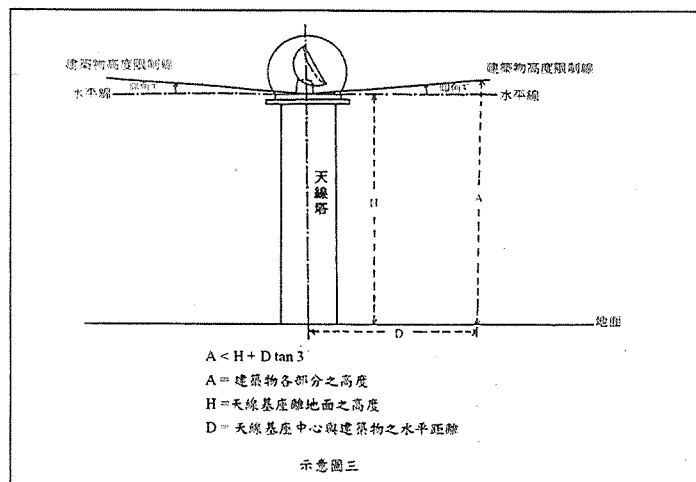 建築物高度限制線
建築物高度限制線
仰角3°
仰角3°
水平線
水平線
天線塔
H
A
D
地面
A < H + D tan 3
A = 建築物各部分之高度
H = 天線基座離地面之高度
D = 天線基座中心與建築物之水平距離
示意圖三